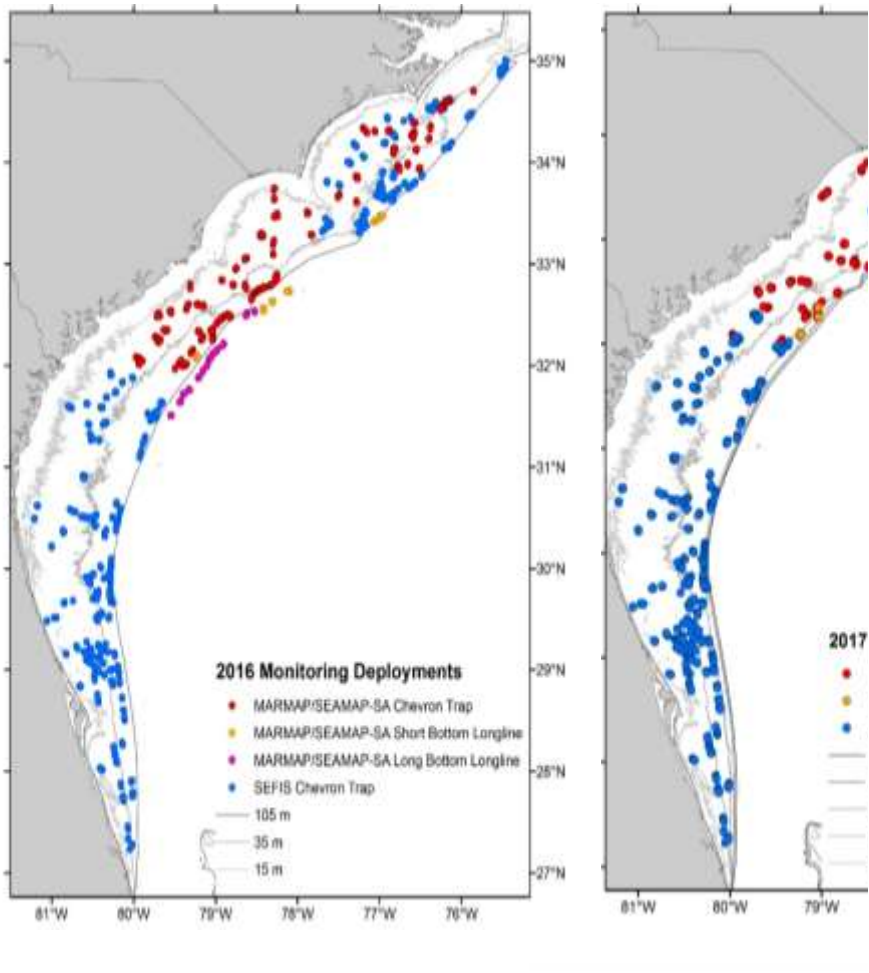 35°N
34°N
33°N
32°N
31°N
30°N
29°N
28°N
27°N
2016 Monitoring Deployments
MARMAP/SEAMAP-SA Chevron Trap
MARMAP/SEAMAP-SA Short Bottom Longline
MARMAP/SEAMAP-SA Long Bottom Longline
SEFIS Chevron Trap
105 m
35 m
15 m
81°W 80°W 79°W 78°W 77°W 76°W
2017
81°W 80°W 79°W